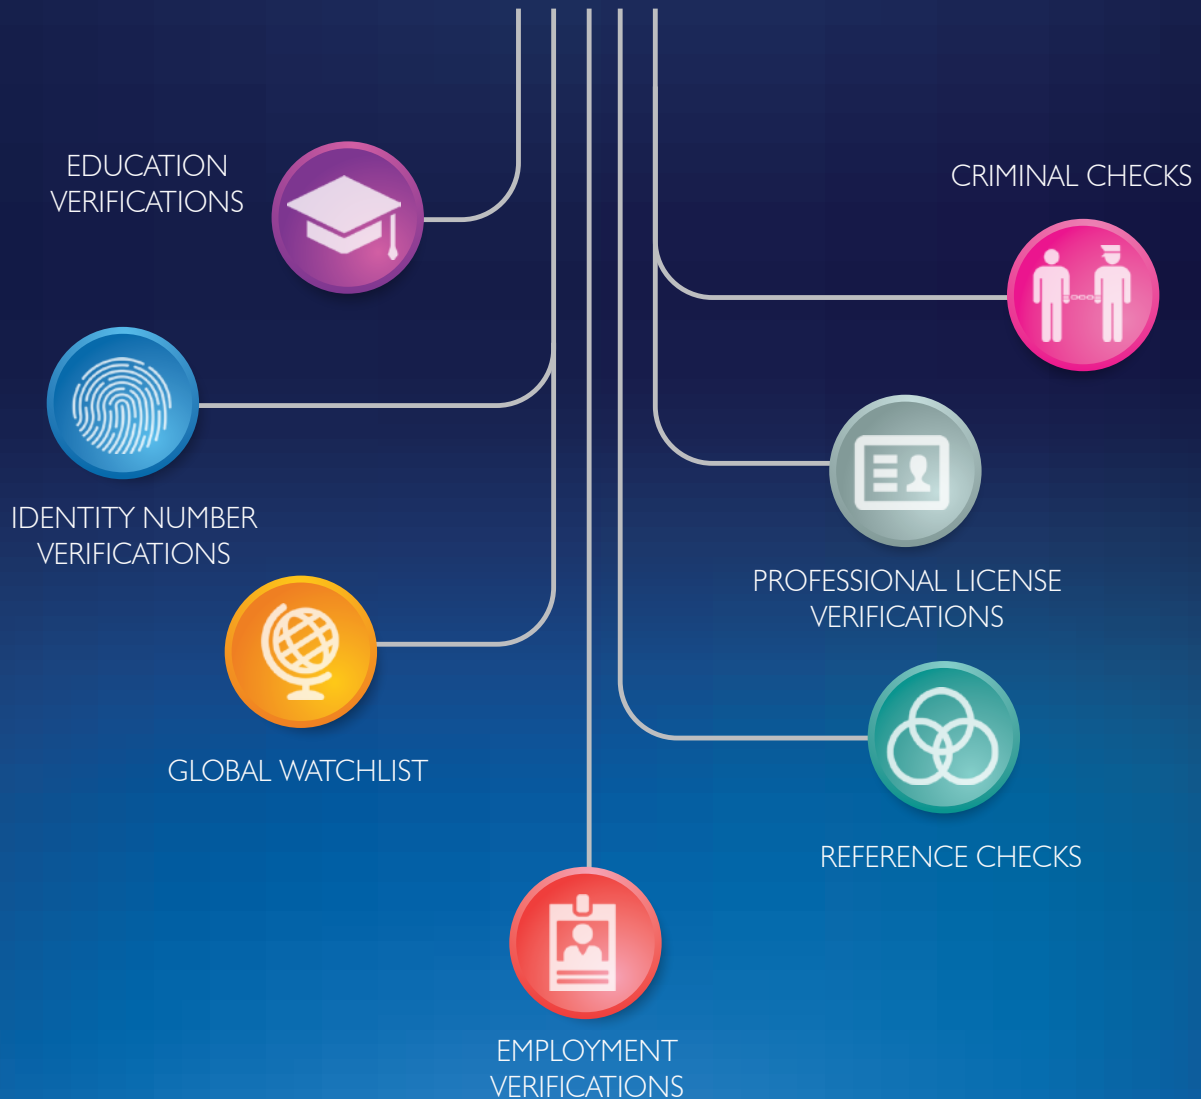 EDUCATION
VERIFICATIONS
CRIMINAL CHECKS
IDENTITY NUMBER
VERIFICATIONS
PROFESSIONAL LICENSE
VERIFICATIONS
GLOBAL WATCHLIST
REFERENCE CHECKS
EMPLOYMENT
VERIFICATIONS